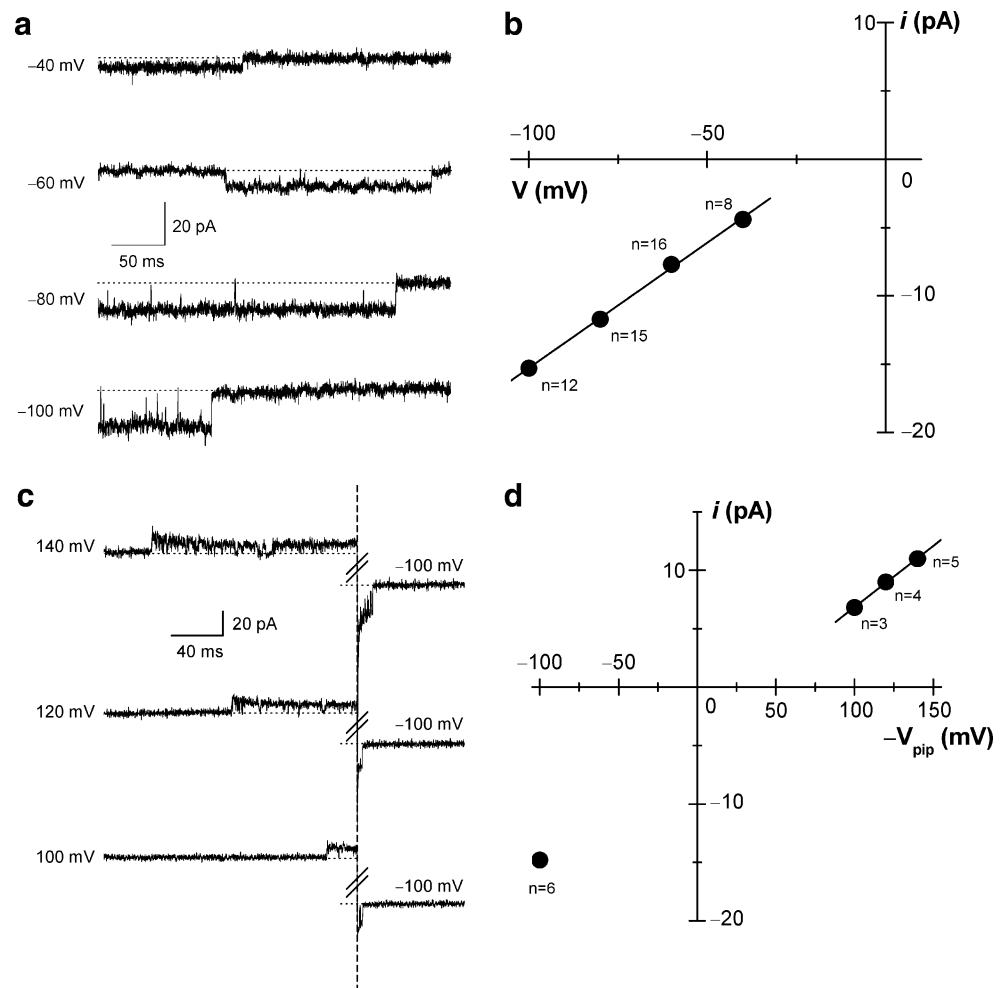 a
−40 mV
−60 mV
20 pA
50 ms
−80 mV
−100 mV
b
10
i (pA)
−100
−50
V (mV)
0
n=8
n=16
n=15
n=12
−10
−20
c
140 mV
−100 mV
20 pA
40 ms
120 mV
−100 mV
100 mV
−100 mV
d
i (pA)
10
n=5
n=4
n=3
−100
−50
0
50
100
150
−Vpip (mV)
−10
n=6
−20